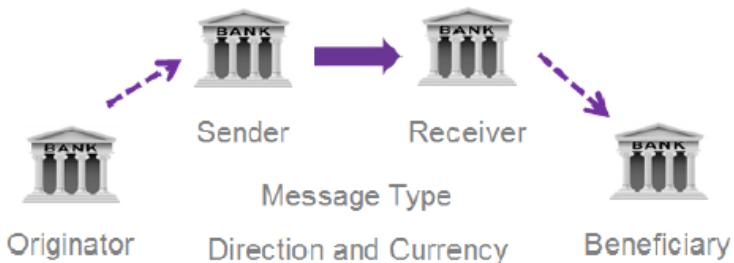 BANK
BANK
Sender
Receiver
BANK
BANK
Message Type
Originator
Direction and Currency
Beneficiary